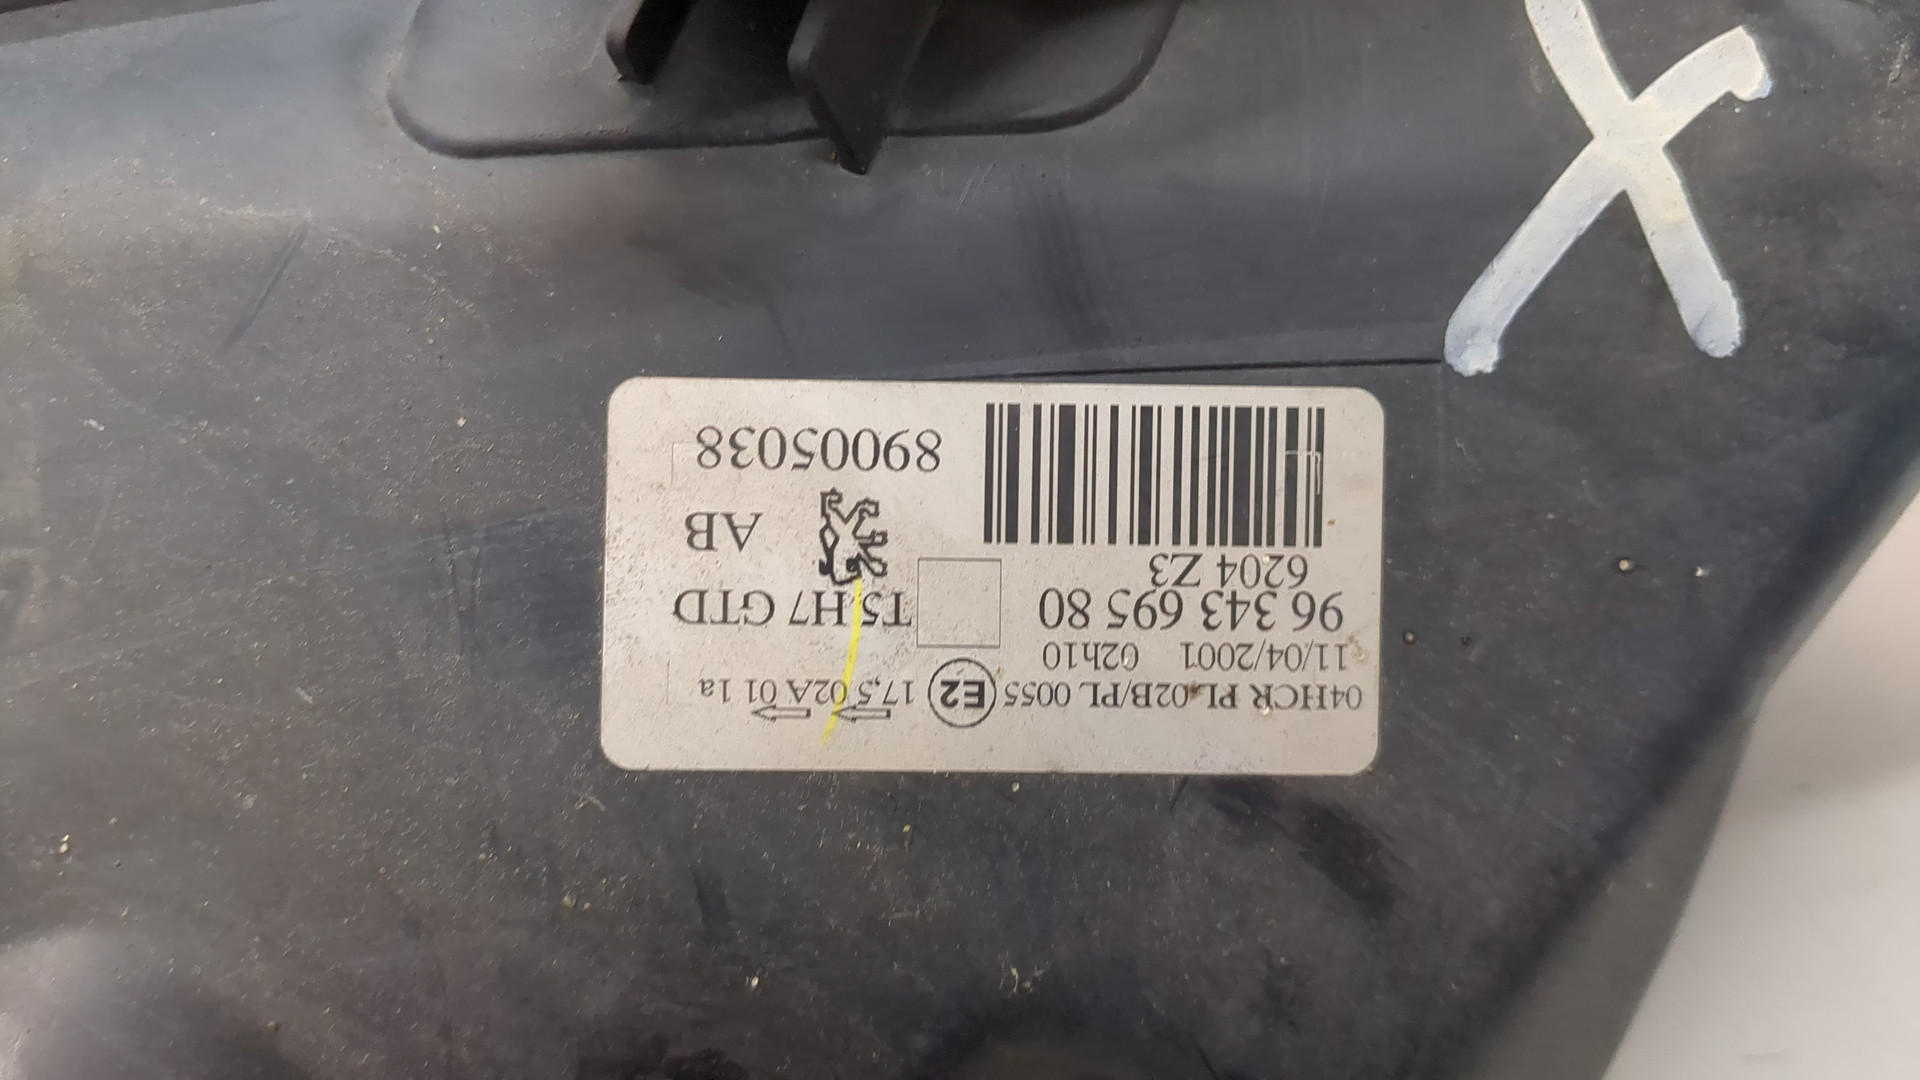 04HCR PL 02B/PL 0055 E2 17,5 02A 01 1a
11/04/2001 02h10
96 343 695 80 T5 H7 GTD
6204 Z3 AB
89005038
X